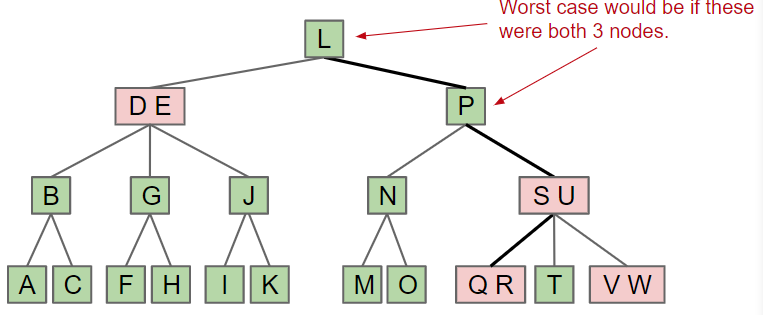 Worst case would be if these
were both 3 nodes.
L
D E
P
B
G
J
N
S U
A
C
F
H
I
K
M
O
Q R
T
V W